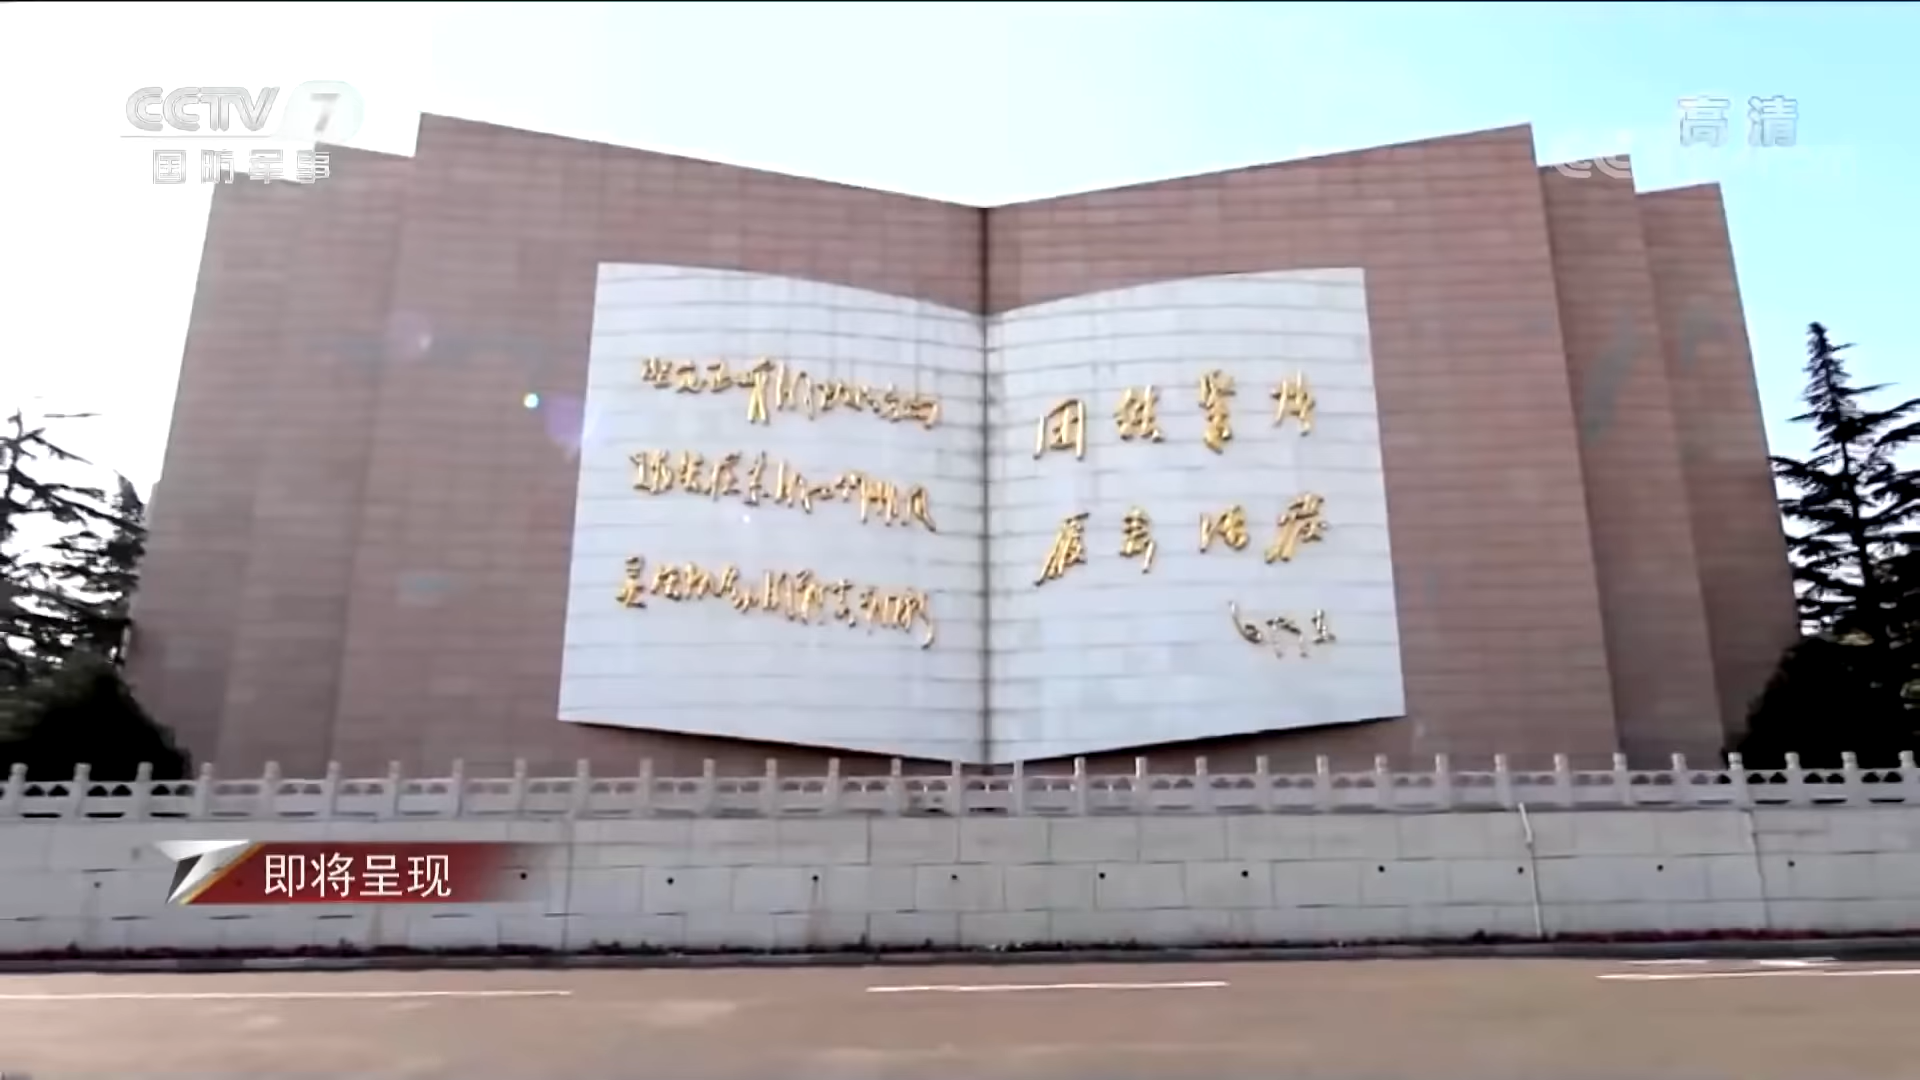 CCTV 7
国防军事
高清
坚定正确的政治方向
艰苦朴素的工作作风
灵活机动的战略战术
团结紧张
严肃活泼
毛泽东
即将呈现